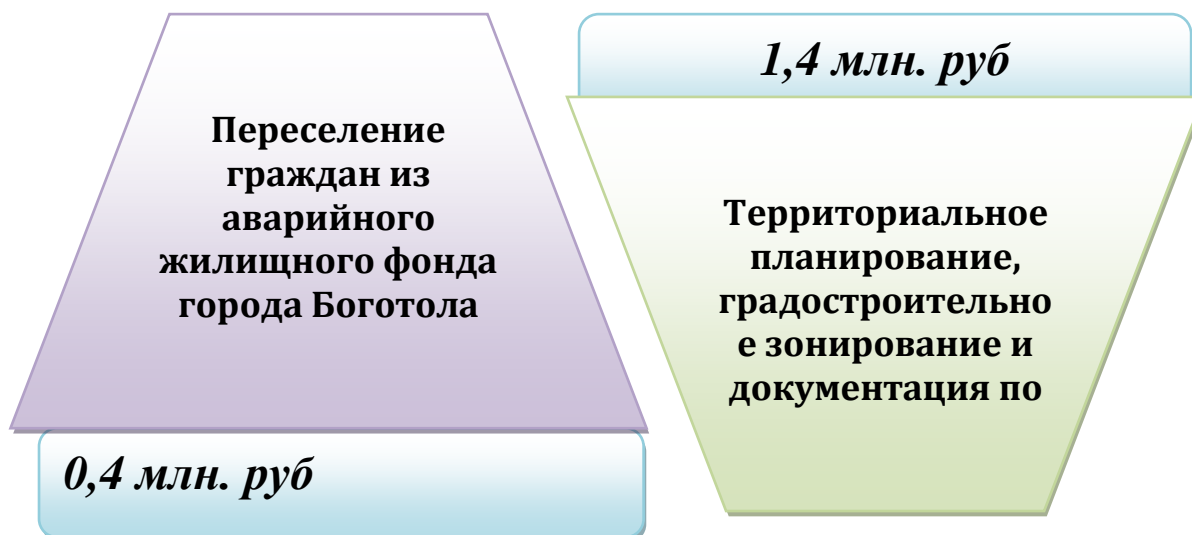 Переселение
граждан из
аварийного
жилищного фонда
города Боготола
0,4 млн. руб
1,4 млн. руб
Территориальное
планирование,
градостроительно
е зонирование и
документация по